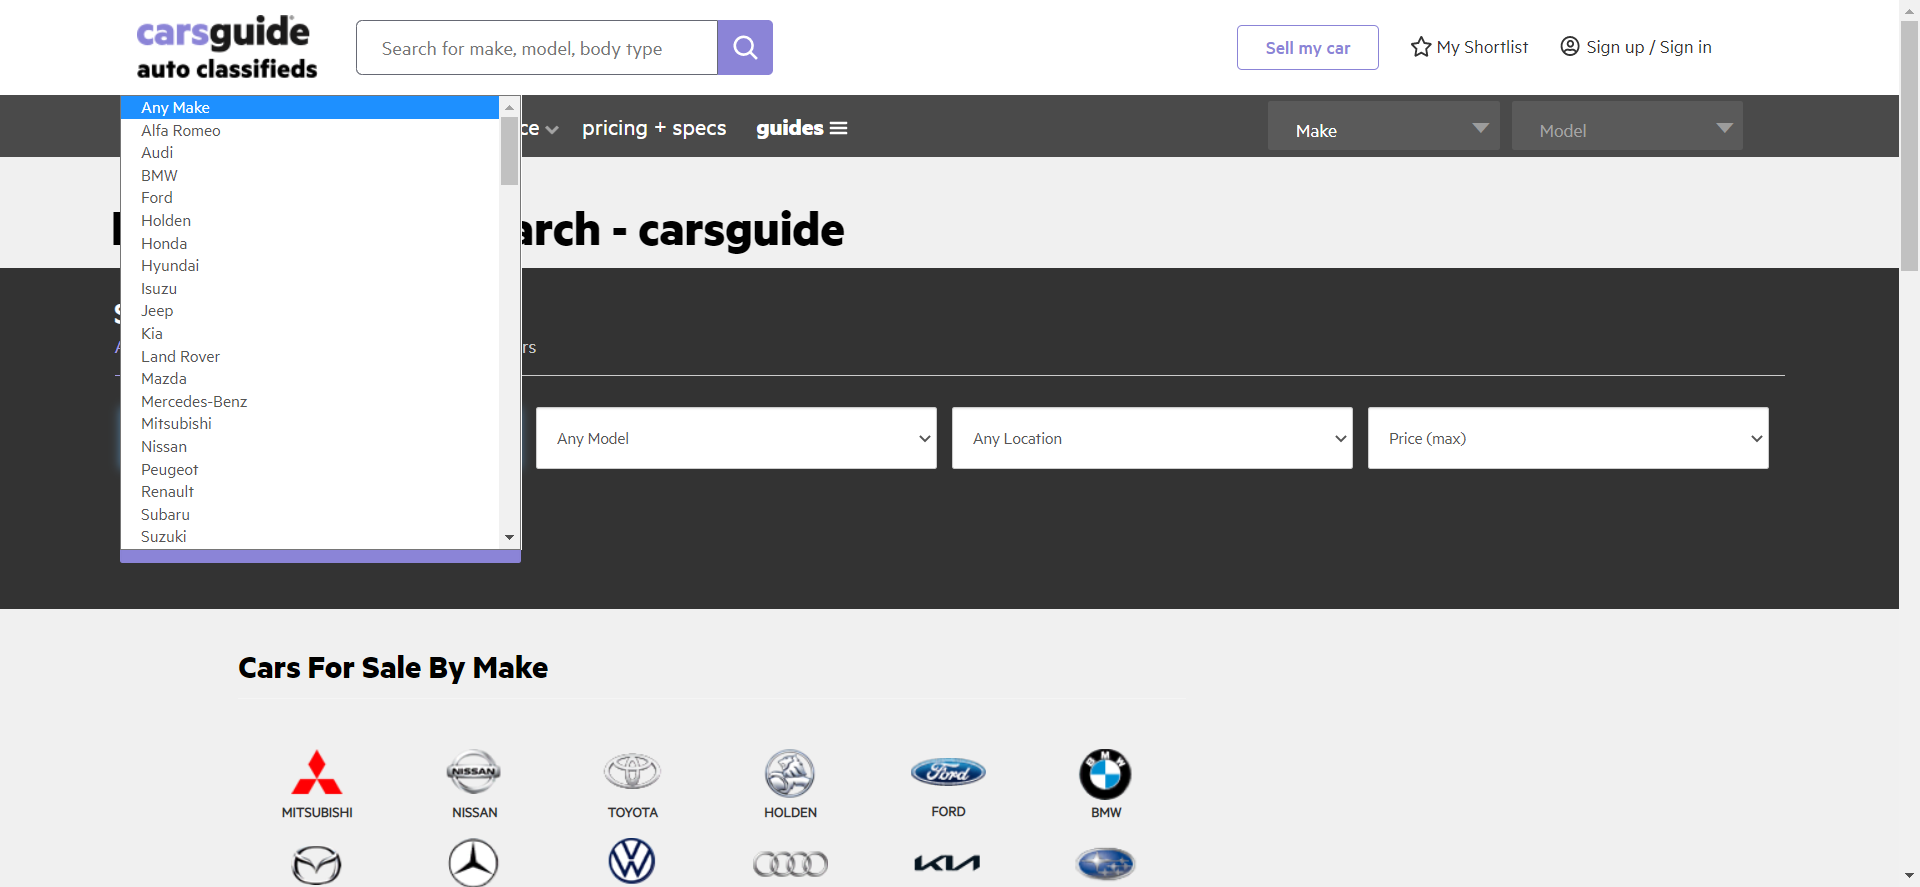 carsguide
auto classifieds
Search for make, model, body type
Sell my car
My Shortlist
Sign up / Sign in
Any Make
Alfa Romeo
Audi
BMW
Ford
Holden
Honda
Hyundai
Isuzu
Jeep
Kia
Land Rover
Mazda
Mercedes-Benz
Mitsubishi
Nissan
Peugeot
Renault
Subaru
Suzuki
pricing + specs
guides
Make
Model
arch - carsguide
rs
Any Model
Any Location
Price (max)
Cars For Sale By Make
NISSAN
Ford
BMW
MITSUBISHI
NISSAN
TOYOTA
HOLDEN
FORD
BMW
KIA